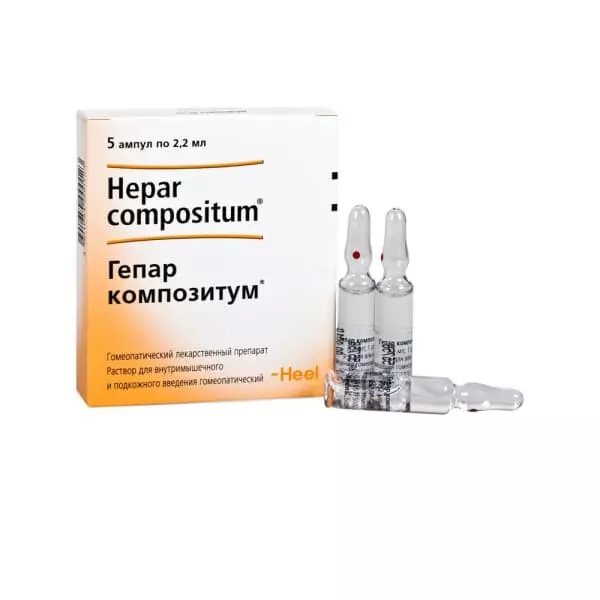 5 ампул по 2,2 мл
Hepar
compositum®
Гепар
композитум®
Гомеопатический лекарственный препарат
Раствор для внутримышечного
и подкожного введения гомеопатический
-Heel